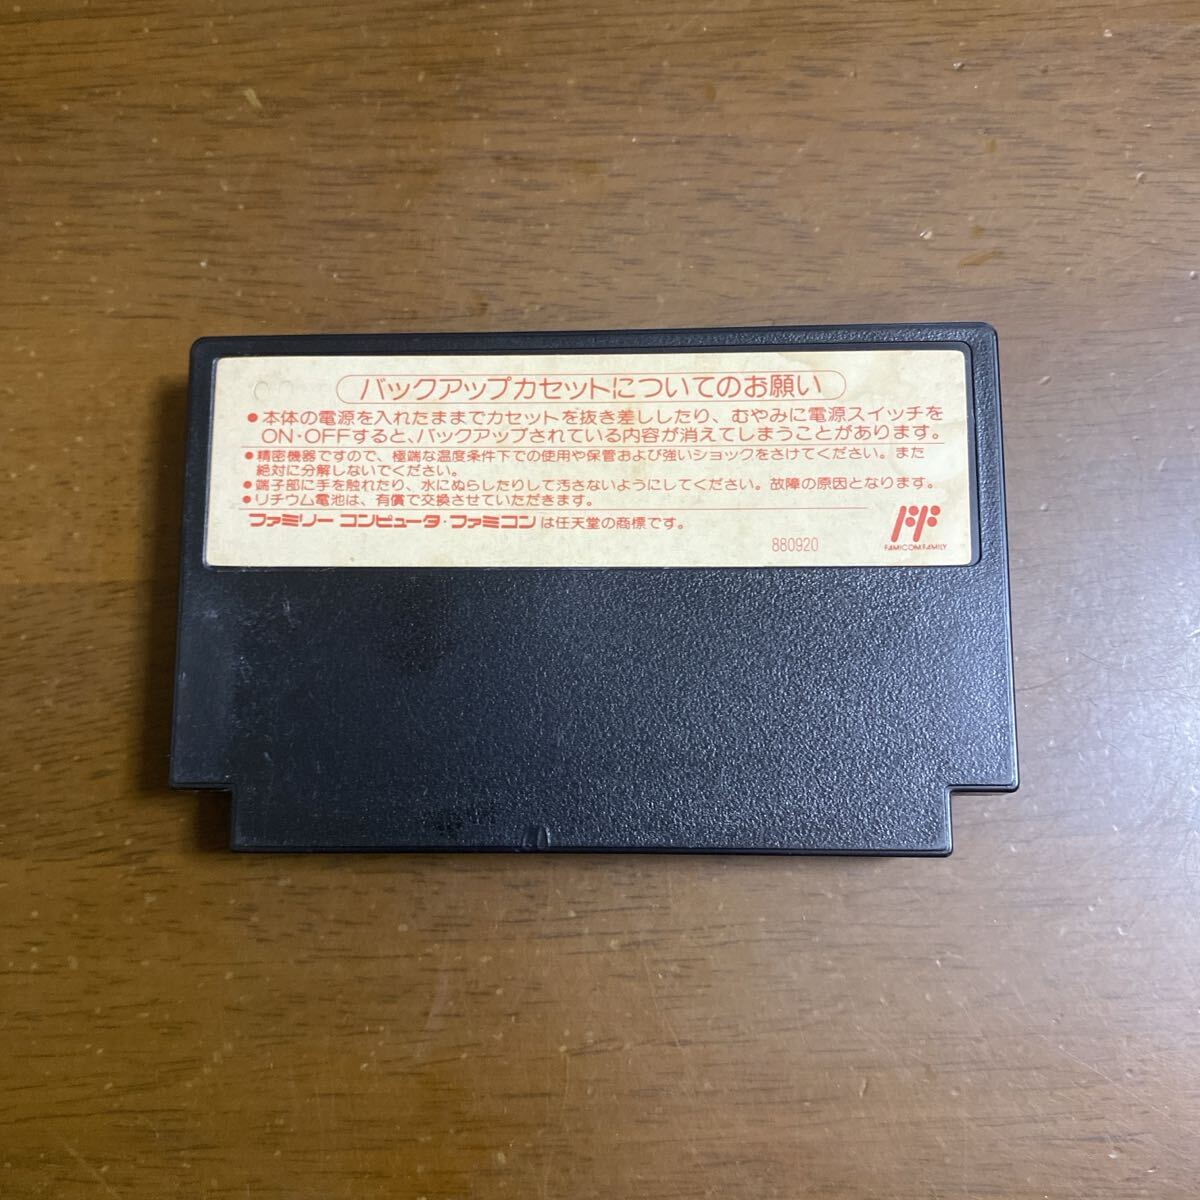 バックアップカセットについてのお願い
●本体の電源を入れたままでカセットを抜き差ししたり、むやみに電源スイッチを
ON・OFFすると、バックアップされている内容が消えてしまうことがあります。
●精密機器ですので、極端な温度条件下での使用や保管および強いショックをさけてください。また
絶対に分解しないでください。
●端子部に手を触れたり、水にぬらしたりして汚さないようにしてください。故障の原因となります。
●リチウム電池は、有償で交換させていただきます。
ファミリー コンピュータ・ファミコンは任天堂の商標です。
880920
FAMICOM FAMILY